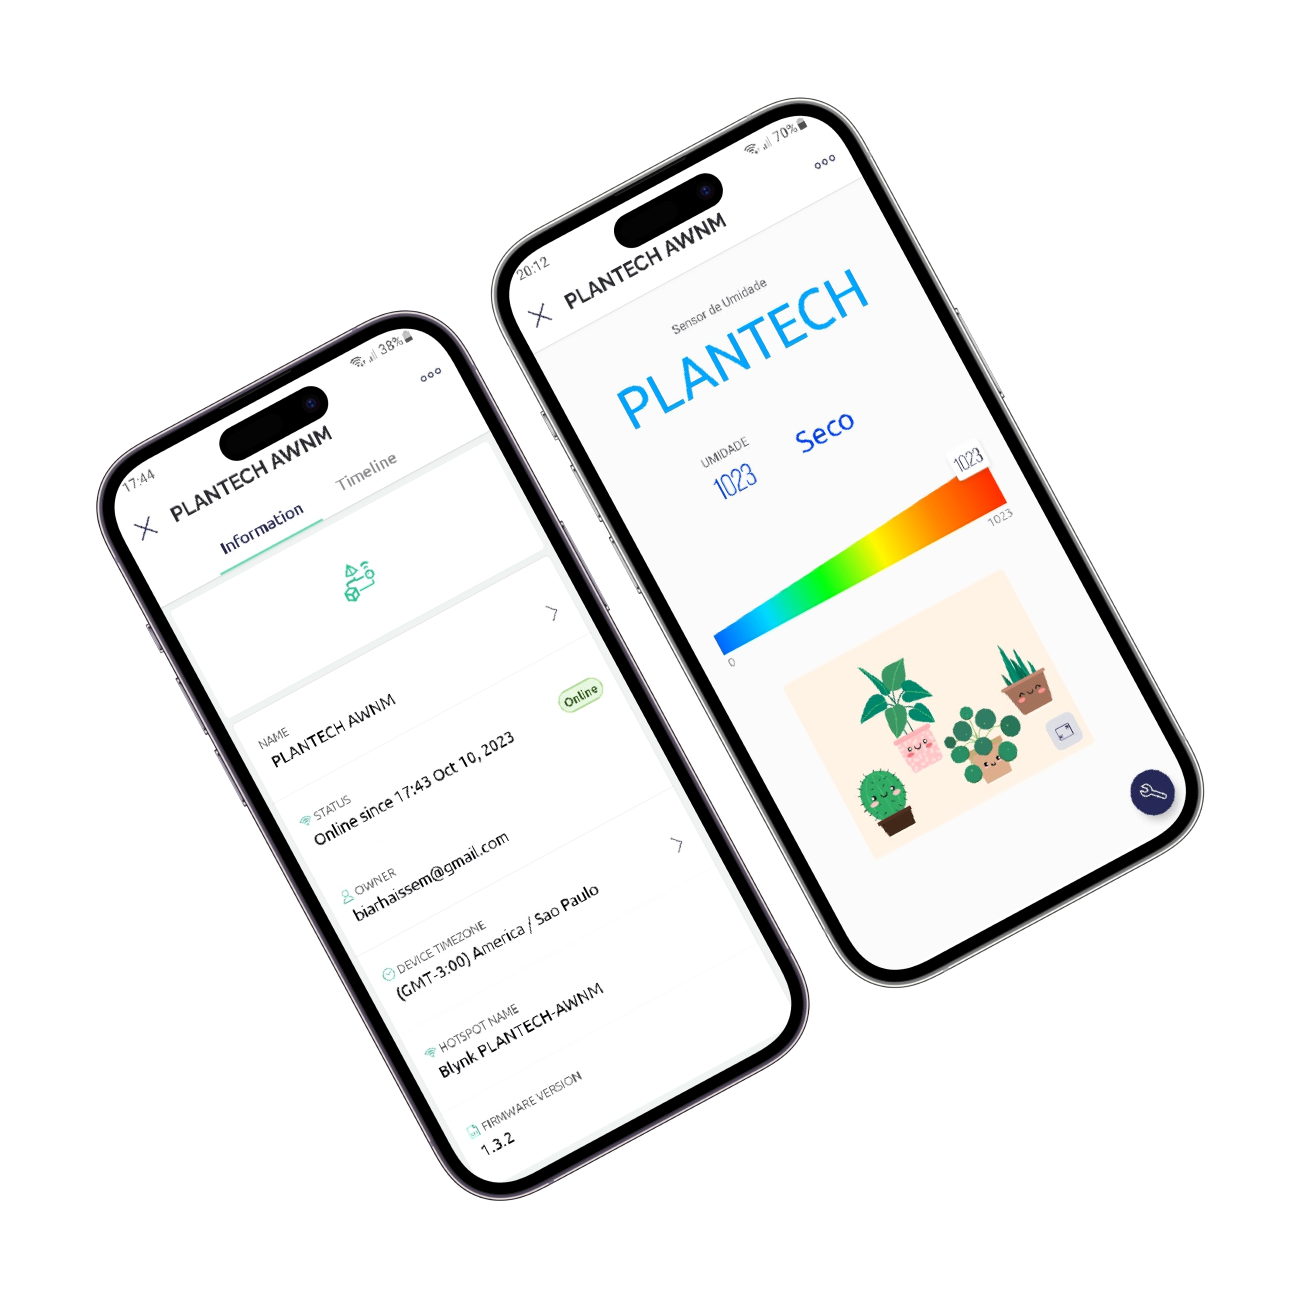 17:44
38%
PLANTECH AWNM
Information
Timeline
NAME
PLANTECH AWNM
STATUS
Online since 17:43 Oct 10, 2023
Online
OWNER
biarhaissem@gmail.com
DEVICE TIMEZONE
(GMT-3:00) America / Sao Paulo
HOTSPOT NAME
Blynk PLANTECH-AWNM
FIRMWARE VERSION
1.3.2
20:12
70%
PLANTECH AWNM
Sensor de Umidade
PLANTECH
UMIDADE
1023
Seco
1023
0
1023